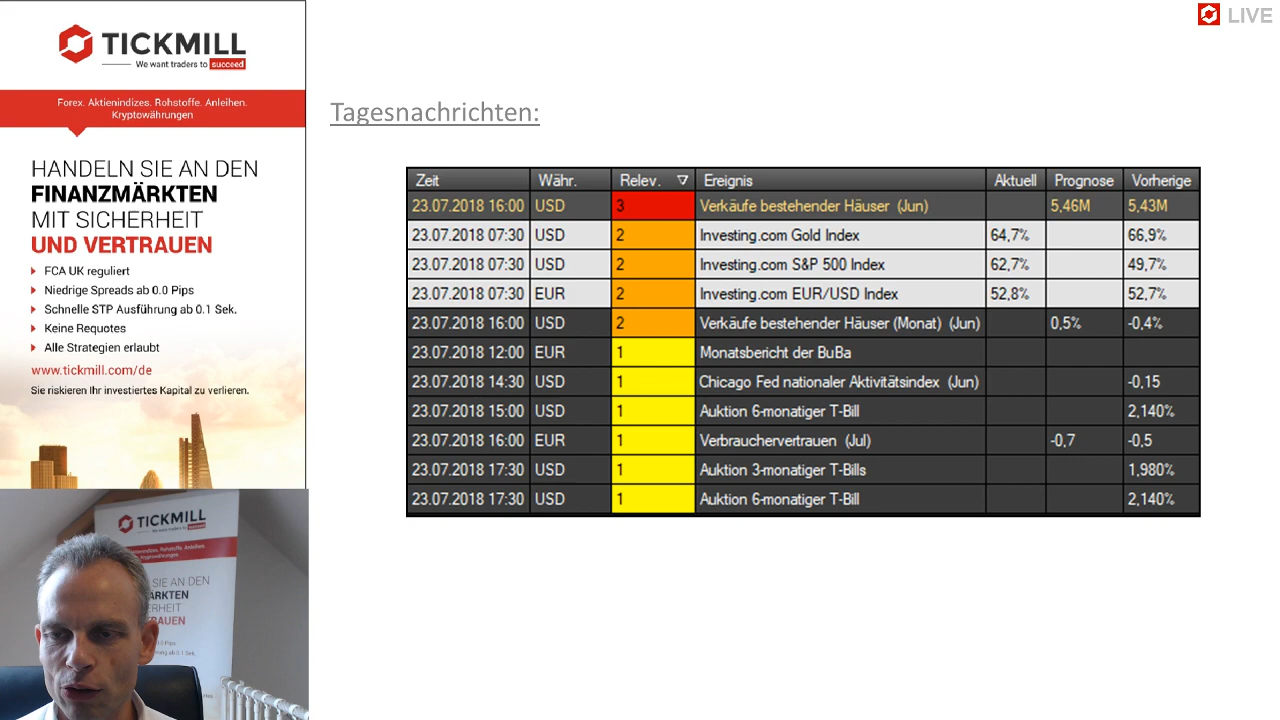 TICKMILL
We want traders to succeed
Forex. Aktienindizes. Rohstoffe. Anleihen.
Kryptowährungen
HANDELN SIE AN DEN
FINANZMÄRKTEN
MIT SICHERHEIT
UND VERTRAUEN
FCA UK reguliert
Niedrige Spreads ab 0.0 Pips
Schnelle STP Ausführung ab 0.1 Sek.
Keine Requotes
Alle Strategien erlaubt
www.tickmill.com/de
Sie riskieren Ihr investiertes Kapital zu verlieren.
LIVE
Tagesnachrichten:
Zeit Währ. Relev. Ereignis Aktuell Prognose Vorherige
23.07.2018 16:00 USD 3 Verkäufe bestehender Häuser (Jun) 5,46M 5,43M
23.07.2018 07:30 USD 2 Investing.com Gold Index 64,7% 66,9%
23.07.2018 07:30 USD 2 Investing.com S&P 500 Index 62,7% 49,7%
23.07.2018 07:30 EUR 2 Investing.com EUR/USD Index 52,8% 52,7%
23.07.2018 16:00 USD 2 Verkäufe bestehender Häuser (Monat) (Jun) 0,5% -0,4%
23.07.2018 12:00 EUR 1 Monatsbericht der BuBa
23.07.2018 14:30 USD 1 Chicago Fed nationaler Aktivitätsindex (Jun) -0,15
23.07.2018 15:00 USD 1 Auktion 6-monatiger T-Bill 2,140%
23.07.2018 16:00 EUR 1 Verbrauchervertrauen (Jul) -0,7 -0,5
23.07.2018 17:30 USD 1 Auktion 3-monatiger T-Bills 1,980%
23.07.2018 17:30 USD 1 Auktion 6-monatiger T-Bill 2,140%
TICKMILL
We want traders to succeed
SIE AN DEN
ÄRKTEN
ERHEIT
RAUEN